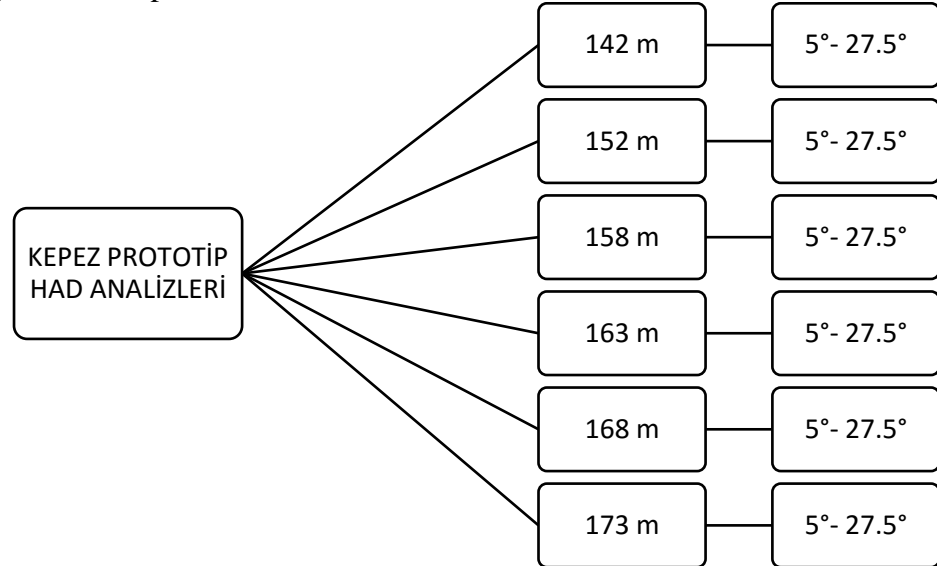 KEPEZ PROTOTİP
HAD ANALİZLERİ
142 m
5°- 27.5°
152 m
5°- 27.5°
158 m
5°- 27.5°
163 m
5°- 27.5°
168 m
5°- 27.5°
173 m
5°- 27.5°